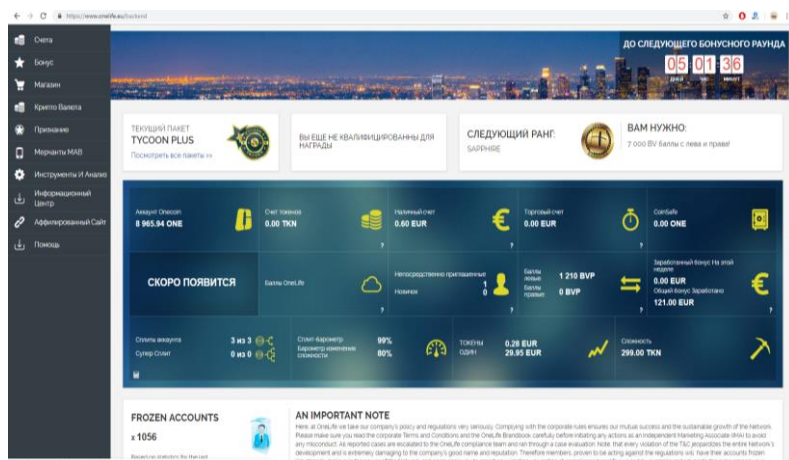 https://www.onelife.eu/backend
Счета
Бонус
Магазин
Крипто Валюта
Признание
Мерчанты МАВ
Инструменты И Анализ
Информационный
Центр
Аффилированный Сайт
Помощь
ДО СЛЕДУЮЩЕГО БОНУСНОГО РАУНДА
05 01 36
ДНЕЙ ЧАС МИНУТ
ТЕКУЩИЙ ПАКЕТ
TYCOON PLUS
Посмотреть все пакеты >>
ВЫ ЕЩЕ НЕ КВАЛИФИЦИРОВАННЫ ДЛЯ
НАГРАДЫ
СЛЕДУЮЩИЙ РАНГ:
SAPPHIRE
ВАМ НУЖНО:
7 000 BV Баллы с лева и права!
Аккаунт Onecoin
8 965.94 ONE
Счет токенов
0.00 TKN
?
Наличный счет
0.60 EUR
?
Торговый счет
0.00 EUR
?
CoinSafe
0.00 ONE
СКОРО ПОЯВИТСЯ
Баллы OneLife
?
Непосредственно приглашенные
1
Новичок 0
?
Баллы
левые 1 210 BVP
Баллы
правые 0 BVP
?
Заработанный бонус На этой
неделе
0.00 EUR
Общий бонус Заработано
121.00 EUR
?
Сплиты аккаунта 3 из 3
Супер Сплит 0 из 0
Сплит-барометр 99%
Барометр изменения
сложности 80%
ТОКЕНЫ 0.28 EUR
ОДИН 29.95 EUR
Сложность
299.00 TKN
FROZEN ACCOUNTS
x 1056
Based on statistics for the last
AN IMPORTANT NOTE
Here, at OneLife we take our company's policy and regulations very seriously. Complying with the corporate rules ensures our mutual success and the sustainable growth of the Network.
Please make sure you read the corporate Terms and Conditions and the OneLife Brandbook carefully before initiating any actions as an Independent Marketing Associate (IMA) to avoid
any misconduct. All reported cases are escalated to the OneLife compliance team and run through a case evaluation. Note, that every violation of the T&C jeopardizes the entire Network's
development and is extremely damaging to the company's good name and reputation. Therefore members, proven to be acting against the regulations will have their accounts frozen